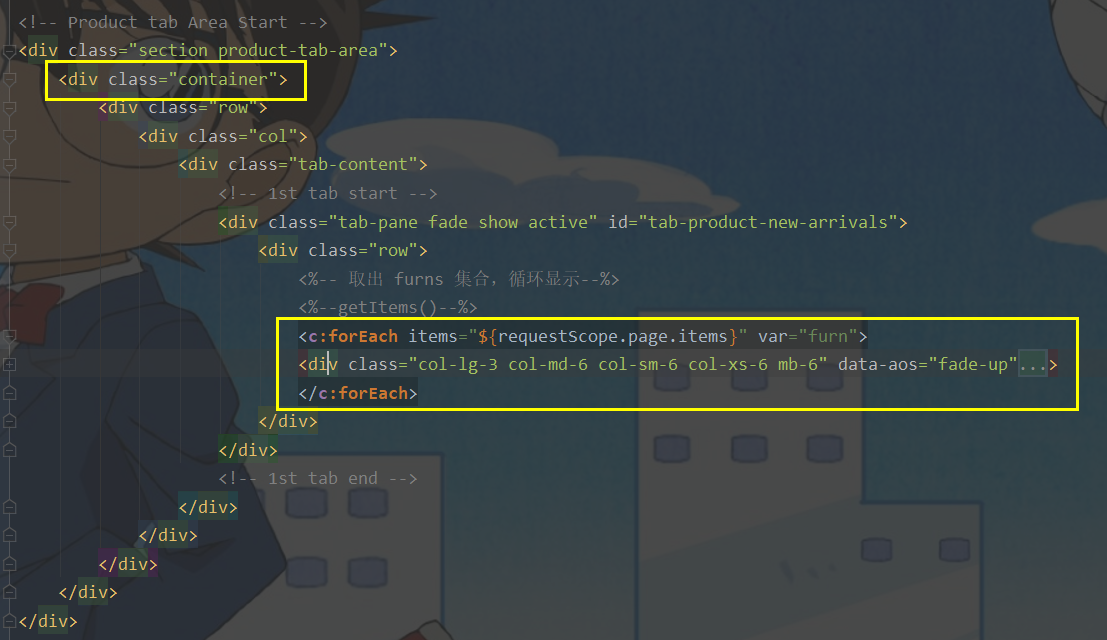 <!-- Product tab Area Start -->
<div class="section product-tab-area">
<div class="container">
<div class="row">
<div class="col">
<div class="tab-content">
<!-- 1st tab start -->
<div class="tab-pane fade show active" id="tab-product-new-arrivals">
<div class="row">
<%-- 取出 furns 集合，循环显示--%>
<%--getItems()--%>
<c:forEach items="${requestScope.page.items}" var="furn">
<div class="col-lg-3 col-md-6 col-sm-6 col-xs-6 mb-6" data-aos="fade-up"...>
</c:forEach>
</div>
</div>
<!-- 1st tab end -->
</div>
</div>
</div>
</div>
</div>